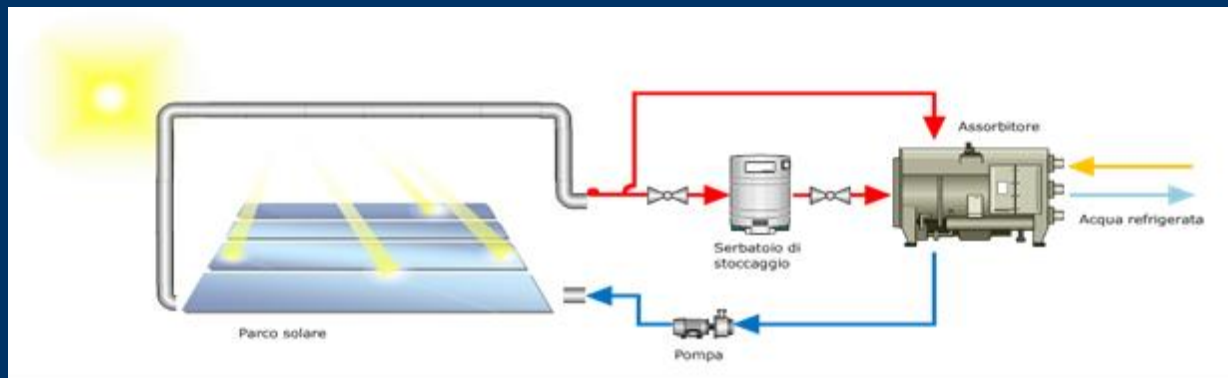 Assorbitore
Acqua refrigerata
Serbatoio di
stoccaggio
Parco solare
Pompa